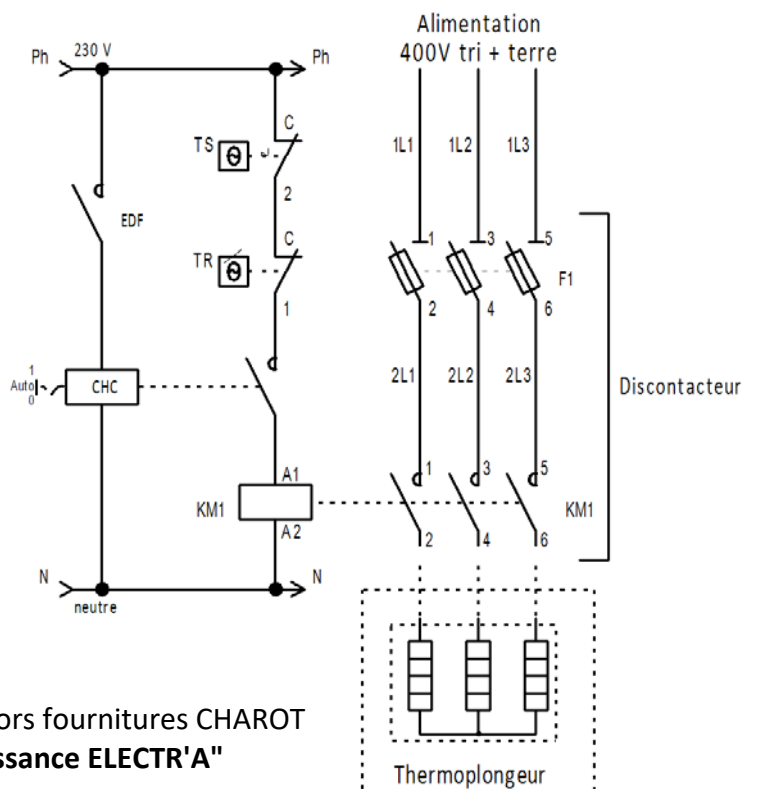 Alimentation
400V tri + terre
Ph 230 V Ph
C
TS
2
1L1 1L2 1L3
EDF
C
TR
1
1 3 5
F1
2 4 6
1
Auto
0
CHC
2L1 2L2 2L3
Discontacteur
A1
KM1
A2
1 3 5
KM1
2 4 6
N N
neutre
ors fournitures CHAROT
ssance ELECTR'A"
Thermoplongeur